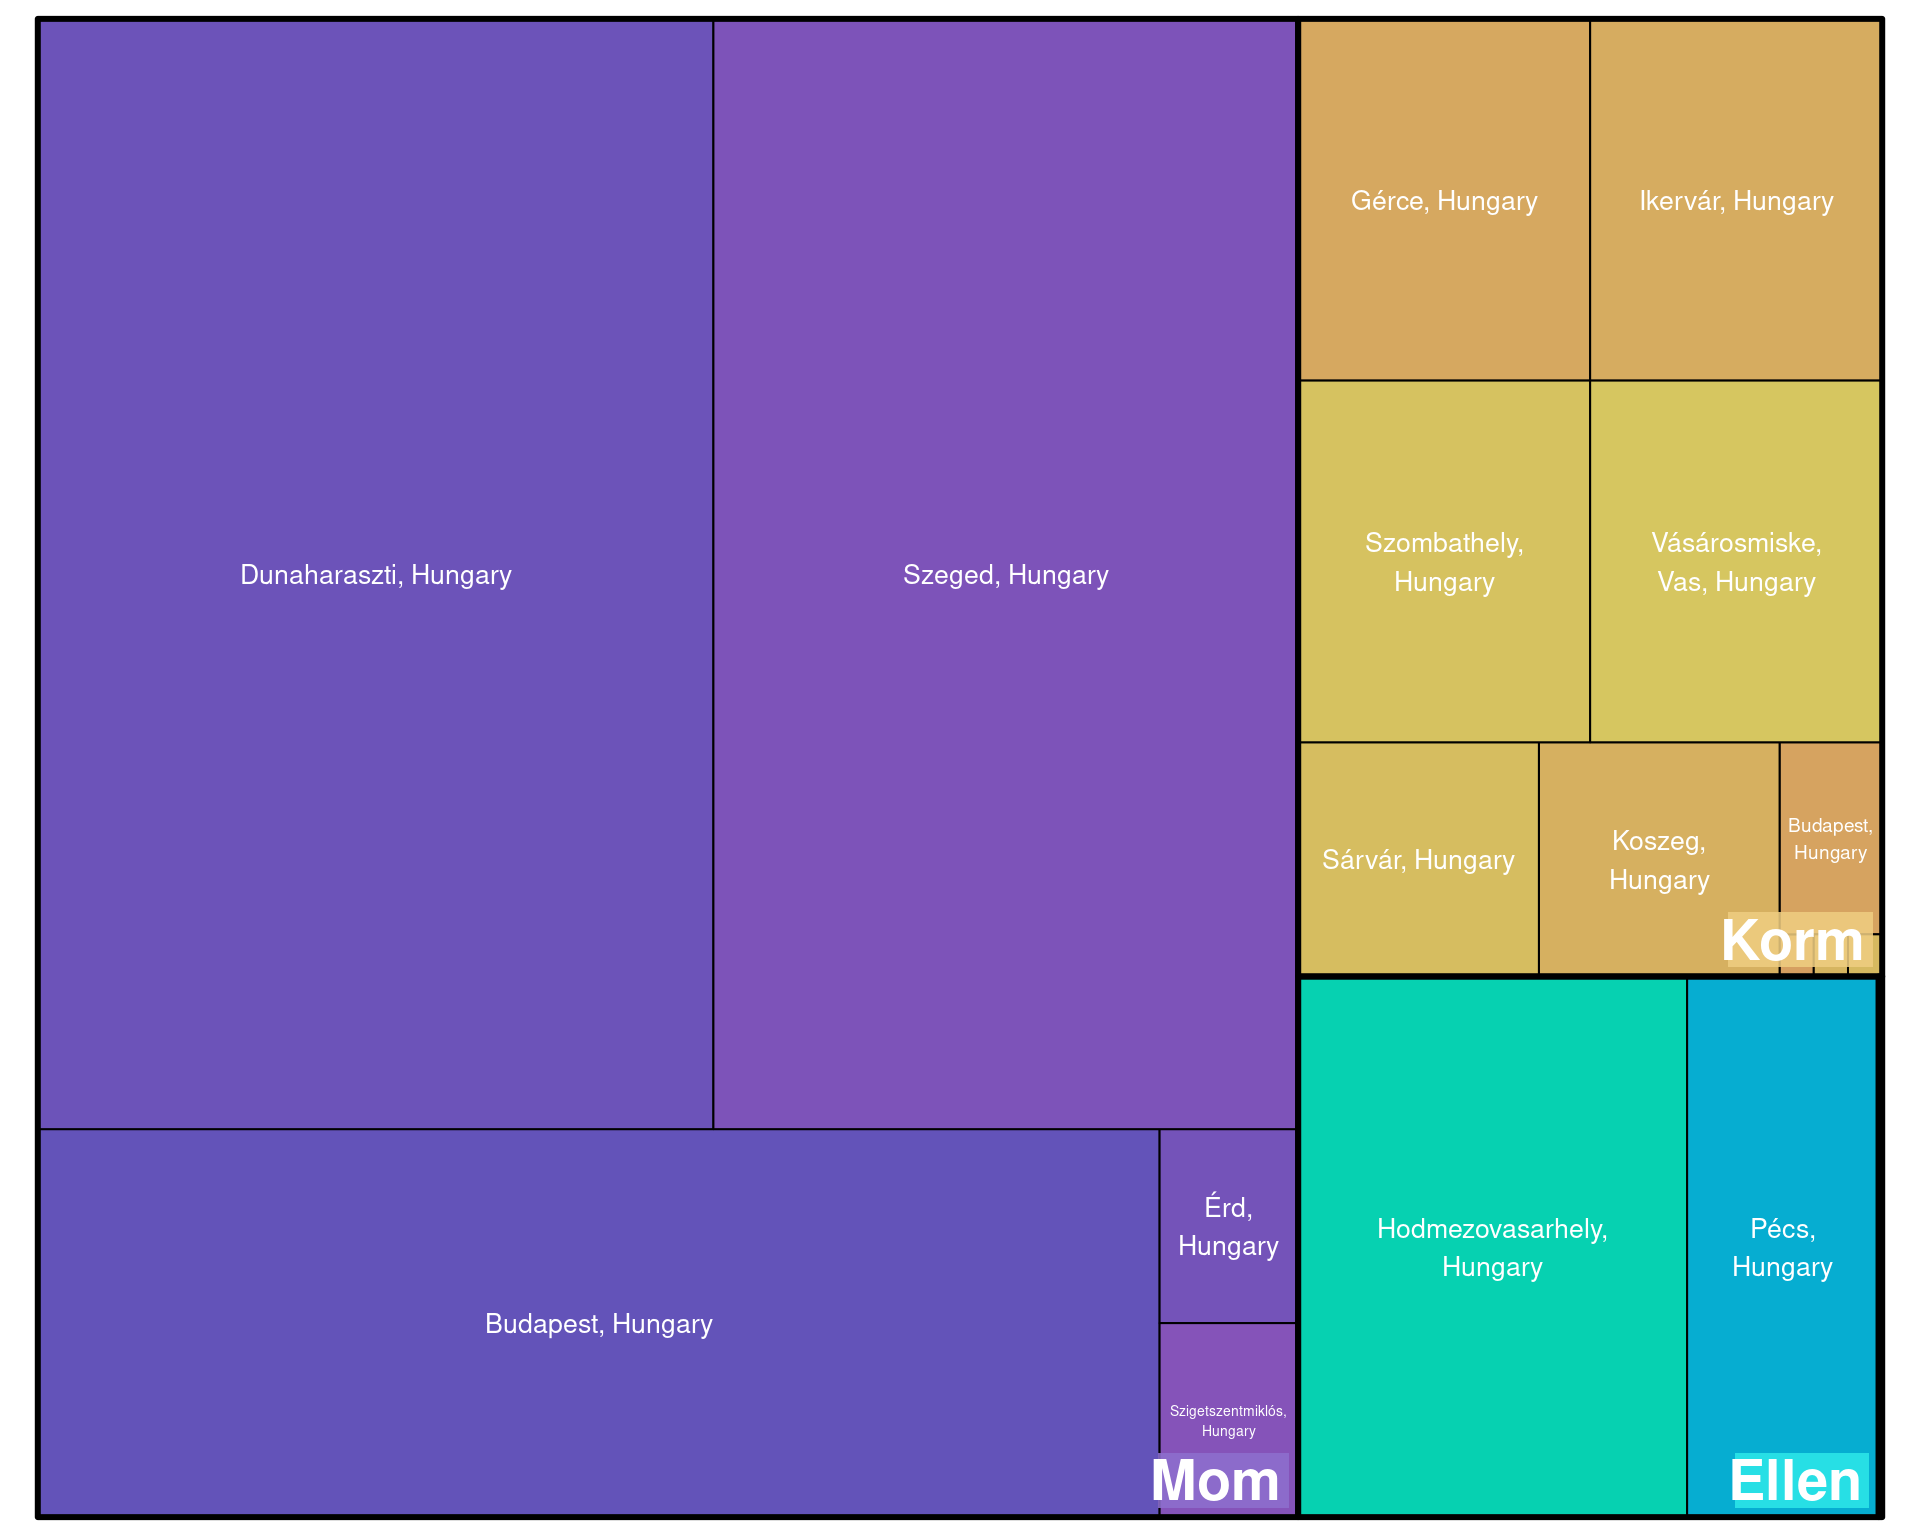 Dunaharaszti, Hungary
Szeged, Hungary
Budapest, Hungary
Érd,
Hungary
Szigetszentmiklós,
Hungary
Mom
Gérce, Hungary
Ikervár, Hungary
Szombathely,
Hungary
Vásárosmiske,
Vas, Hungary
Sárvár, Hungary
Koszeg,
Hungary
Budapest,
Hungary
Korm
Hodmezovasarhely,
Hungary
Pécs,
Hungary
Ellen